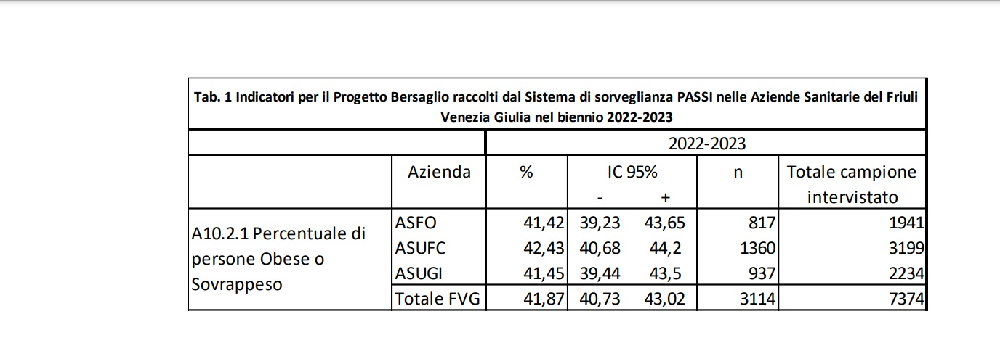 Tab. 1 Indicatori per il Progetto Bersaglio raccolti dal Sistema di sorveglianza PASSI nelle Aziende Sanitarie del Friuli
Venezia Giulia nel biennio 2022-2023
2022-2023
Azienda % IC 95% n Totale campione
- + intervistato
A10.2.1 Percentuale di
persone Obese o
Sovrappeso
ASFO 41,42 39,23 43,65 817 1941
ASUFC 42,43 40,68 44,2 1360 3199
ASUGI 41,45 39,44 43,5 937 2234
Totale FVG 41,87 40,73 43,02 3114 7374